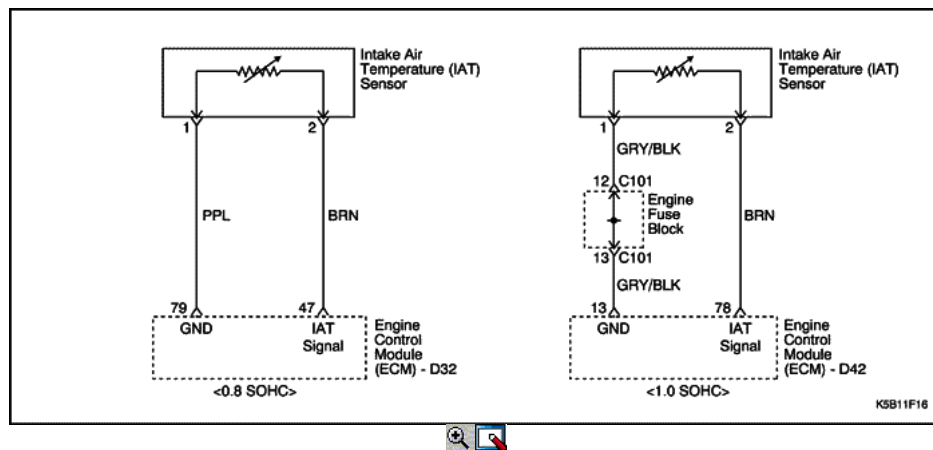 Intake Air
Temperature (IAT)
Sensor
1
2
PPL
BRN
79
47
GND
IAT
Signal
Engine
Control
Module
(ECM) - D32
<0.8 SOHC>
Intake Air
Temperature (IAT)
Sensor
1
2
GRY/BLK
12
C101
Engine
Fuse
Block
BRN
13
C101
GRY/BLK
13
78
GND
IAT
Signal
Engine
Control
Module
(ECM) - D42
<1.0 SOHC>
K5B11F16